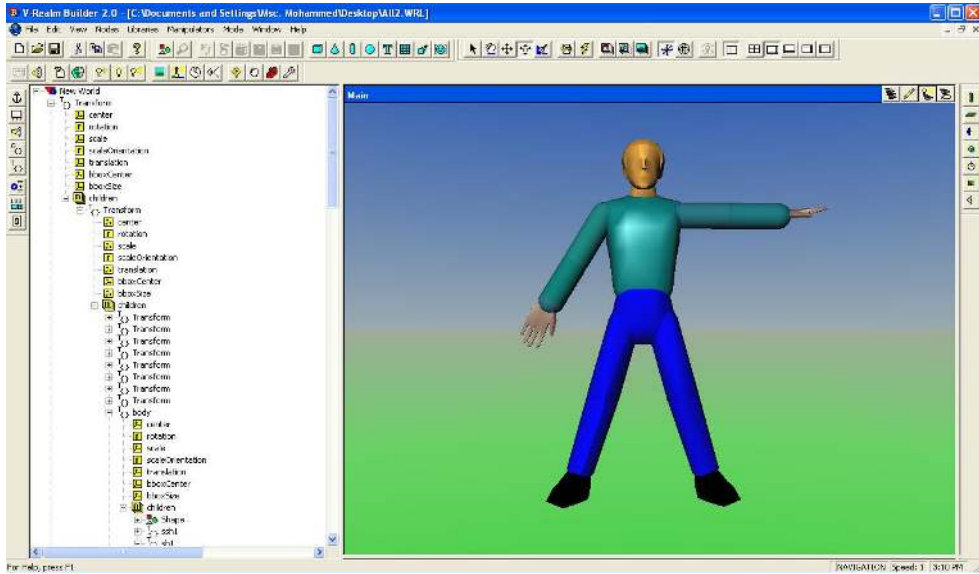 V-Realm Builder 2.0 - [C:\Documents and Settings\Msc. Mohammed\Desktop\All2.WRL]
File Edit View Nodes Libraries Manipulators Mode Window Help
New World
Transform
center
rotation
scale
scaleOrientation
translation
bboxCenter
bboxSize
children
Transform
center
rotation
scale
scaleOrientation
translation
bboxCenter
bboxSize
children
Transform
Transform
Transform
Transform
Transform
Transform
Transform
Transform
body
center
rotation
scale
scaleOrientation
translation
bboxCenter
bboxSize
children
Shape
ssh1
sh1
Main
For Help, press F1
NAVIGATION Speed: 1 3:10 PM